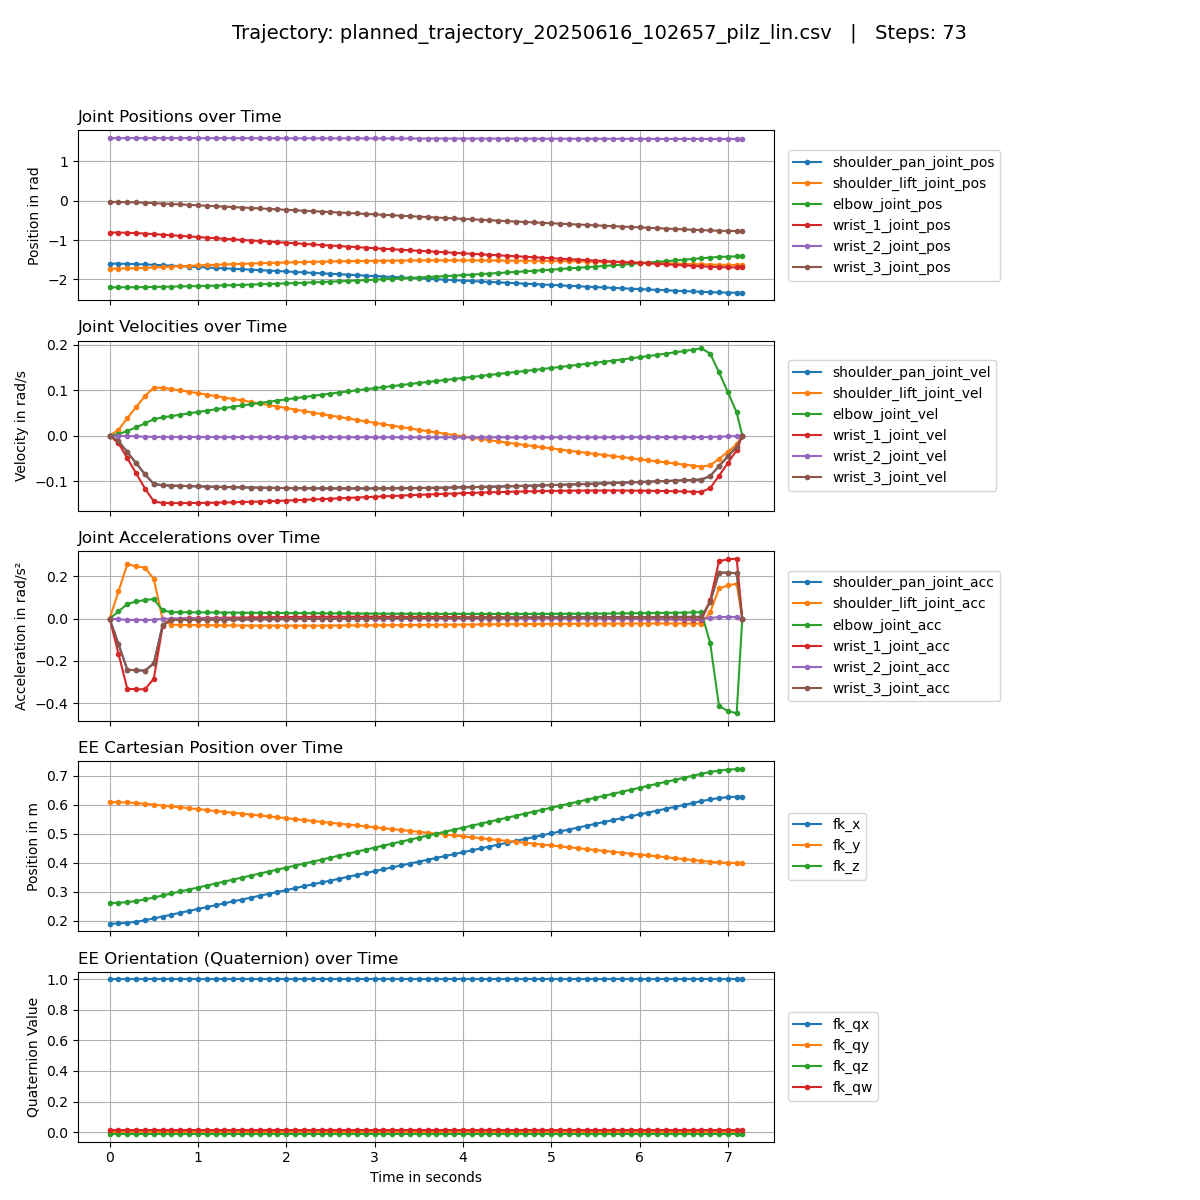 Trajectory: planned_trajectory_20250616_102657_pilz_lin.csv | Steps: 73
Joint Positions over Time
Position in rad
1
0
−1
−2
shoulder_pan_joint_pos
shoulder_lift_joint_pos
elbow_joint_pos
wrist_1_joint_pos
wrist_2_joint_pos
wrist_3_joint_pos
Joint Velocities over Time
Velocity in rad/s
0.2
0.1
0.0
−0.1
shoulder_pan_joint_vel
shoulder_lift_joint_vel
elbow_joint_vel
wrist_1_joint_vel
wrist_2_joint_vel
wrist_3_joint_vel
Joint Accelerations over Time
Acceleration in rad/s²
0.2
0.0
−0.2
−0.4
shoulder_pan_joint_acc
shoulder_lift_joint_acc
elbow_joint_acc
wrist_1_joint_acc
wrist_2_joint_acc
wrist_3_joint_acc
EE Cartesian Position over Time
Position in m
0.7
0.6
0.5
0.4
0.3
0.2
fk_x
fk_y
fk_z
EE Orientation (Quaternion) over Time
Quaternion Value
1.0
0.8
0.6
0.4
0.2
0.0
fk_qx
fk_qy
fk_qz
fk_qw
0 1 2 3 4 5 6 7
Time in seconds